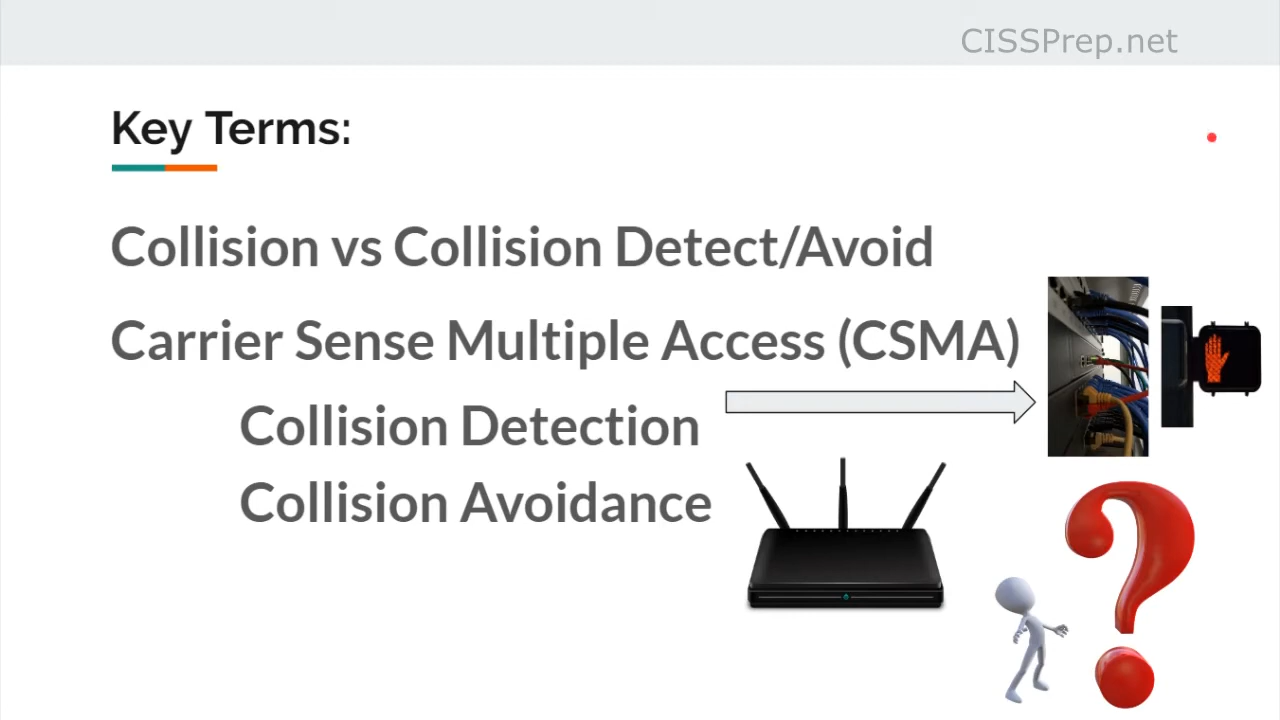 CISSPrep.net
Key Terms:
Collision vs Collision Detect/Avoid
Carrier Sense Multiple Access (CSMA)
Collision Detection
Collision Avoidance